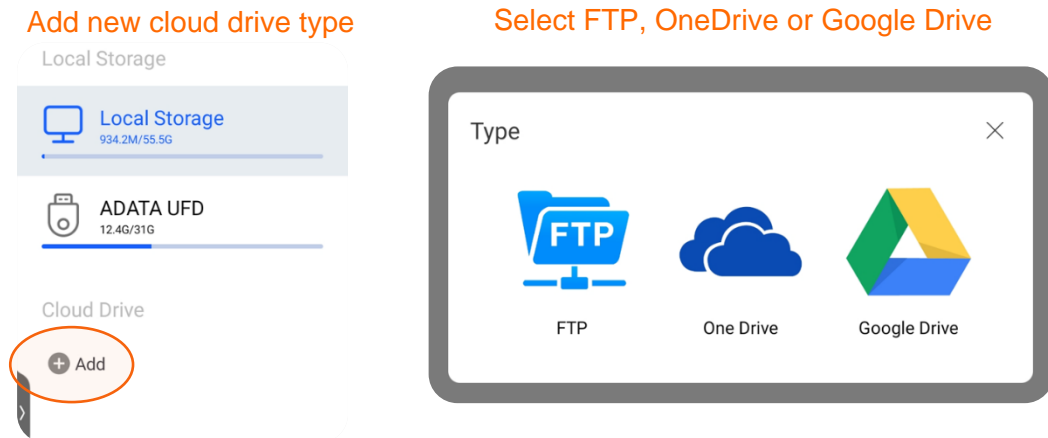 Add new cloud drive type
Local Storage
Local Storage
934.2M/55.5G
ADATA UFD
12.4G/31G
Cloud Drive
Add
Select FTP, OneDrive or Google Drive
Type
FTP
FTP
One Drive
Google Drive